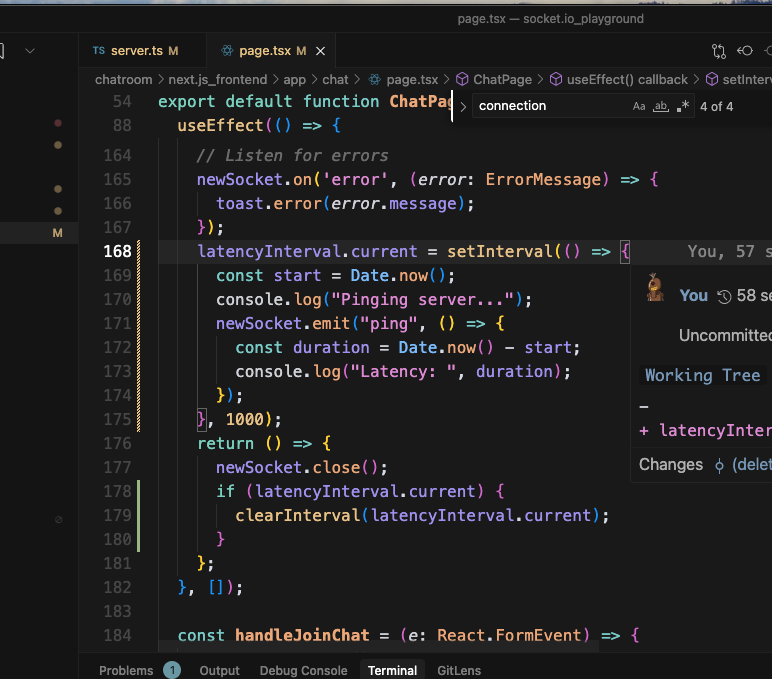 page.tsx — socket.io_playground
TS server.ts M page.tsx M
chatroom > next.js_frontend > app > chat > page.tsx > ChatPage > useEffect() callback > setInterv
54 export default function ChatPag
> connection Aa ab .* 4 of 4
88 useEffect(() => {
164 // Listen for errors
165 newSocket.on('error', (error: ErrorMessage) => {
166 toast.error(error.message);
167 });
M
168 latencyInterval.current = setInterval(() => { You, 57 s
169 const start = Date.now();
170 console.log("Pinging server...");
You 58 se
171 newSocket.emit("ping", () => {
172 const duration = Date.now() - start;
Uncommitted
173 console.log("Latency: ", duration);
Working Tree
174 });
–
175 }, 1000);
+ latencyInter
176 return () => {
177 newSocket.close();
Changes (delet
178 if (latencyInterval.current) {
179 clearInterval(latencyInterval.current);
180 }
181 };
182 }, []);
183
184 const handleJoinChat = (e: React.FormEvent) => {
Problems 1 Output Debug Console Terminal GitLens